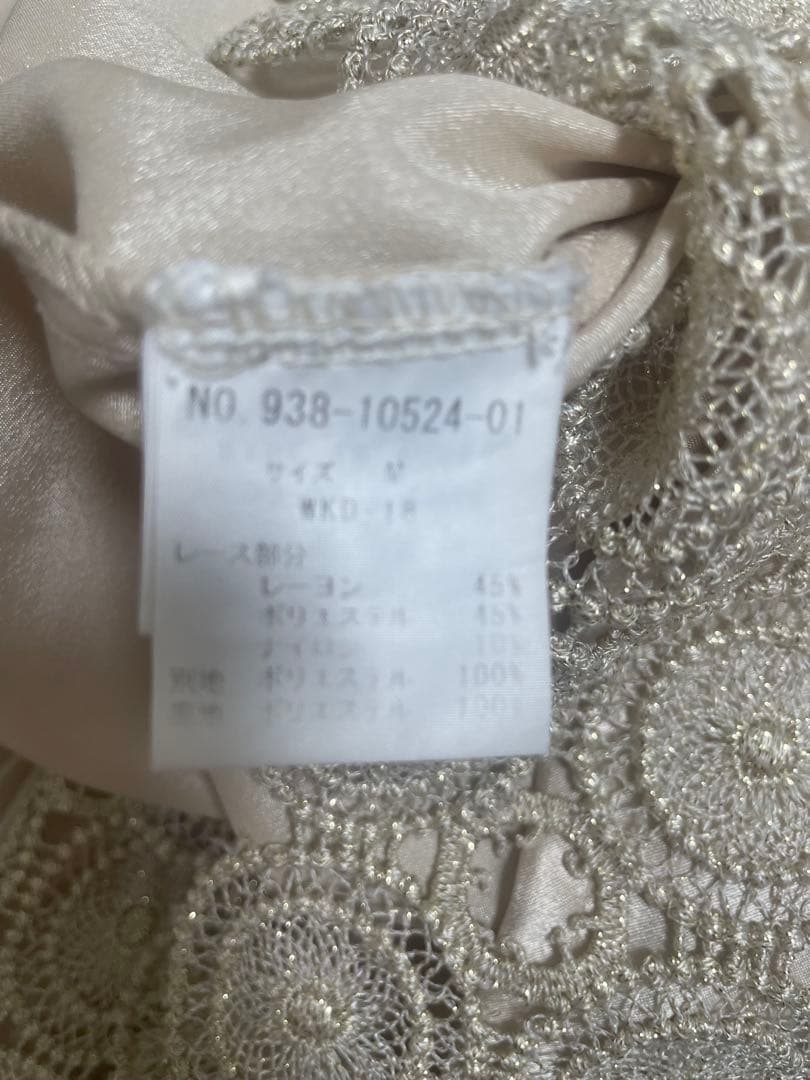 NO. 938-10524-01
サイズ M
WKD-18
レース部分
レーヨン 45%
ポリエステル 45%
ナイロン 10%
別地 ポリエステル 100%
ポリエステル 100%